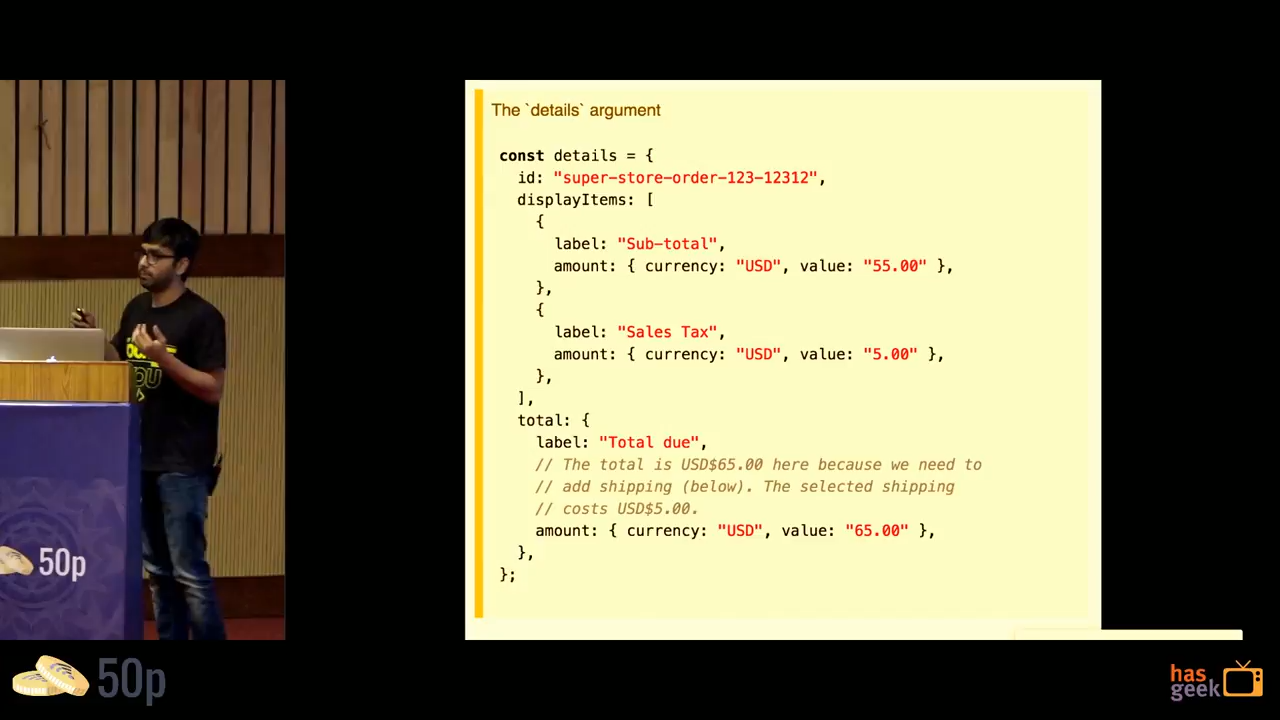 The `details` argument
const details = {
id: "super-store-order-123-12312",
displayItems: [
{
label: "Sub-total",
amount: { currency: "USD", value: "55.00" },
},
{
label: "Sales Tax",
amount: { currency: "USD", value: "5.00" },
},
],
total: {
label: "Total due",
// The total is USD$65.00 here because we need to
// add shipping (below). The selected shipping
// costs USD$5.00.
amount: { currency: "USD", value: "65.00" },
},
};
50p
50p
has
geek